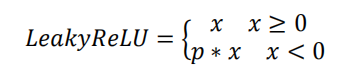 LeakyReLU = { x x ≥ 0
p * x x < 0